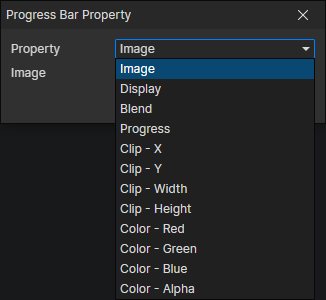 Progress Bar Property
Property
Image
Image
Image
Display
Blend
Progress
Clip - X
Clip - Y
Clip - Width
Clip - Height
Color - Red
Color - Green
Color - Blue
Color - Alpha